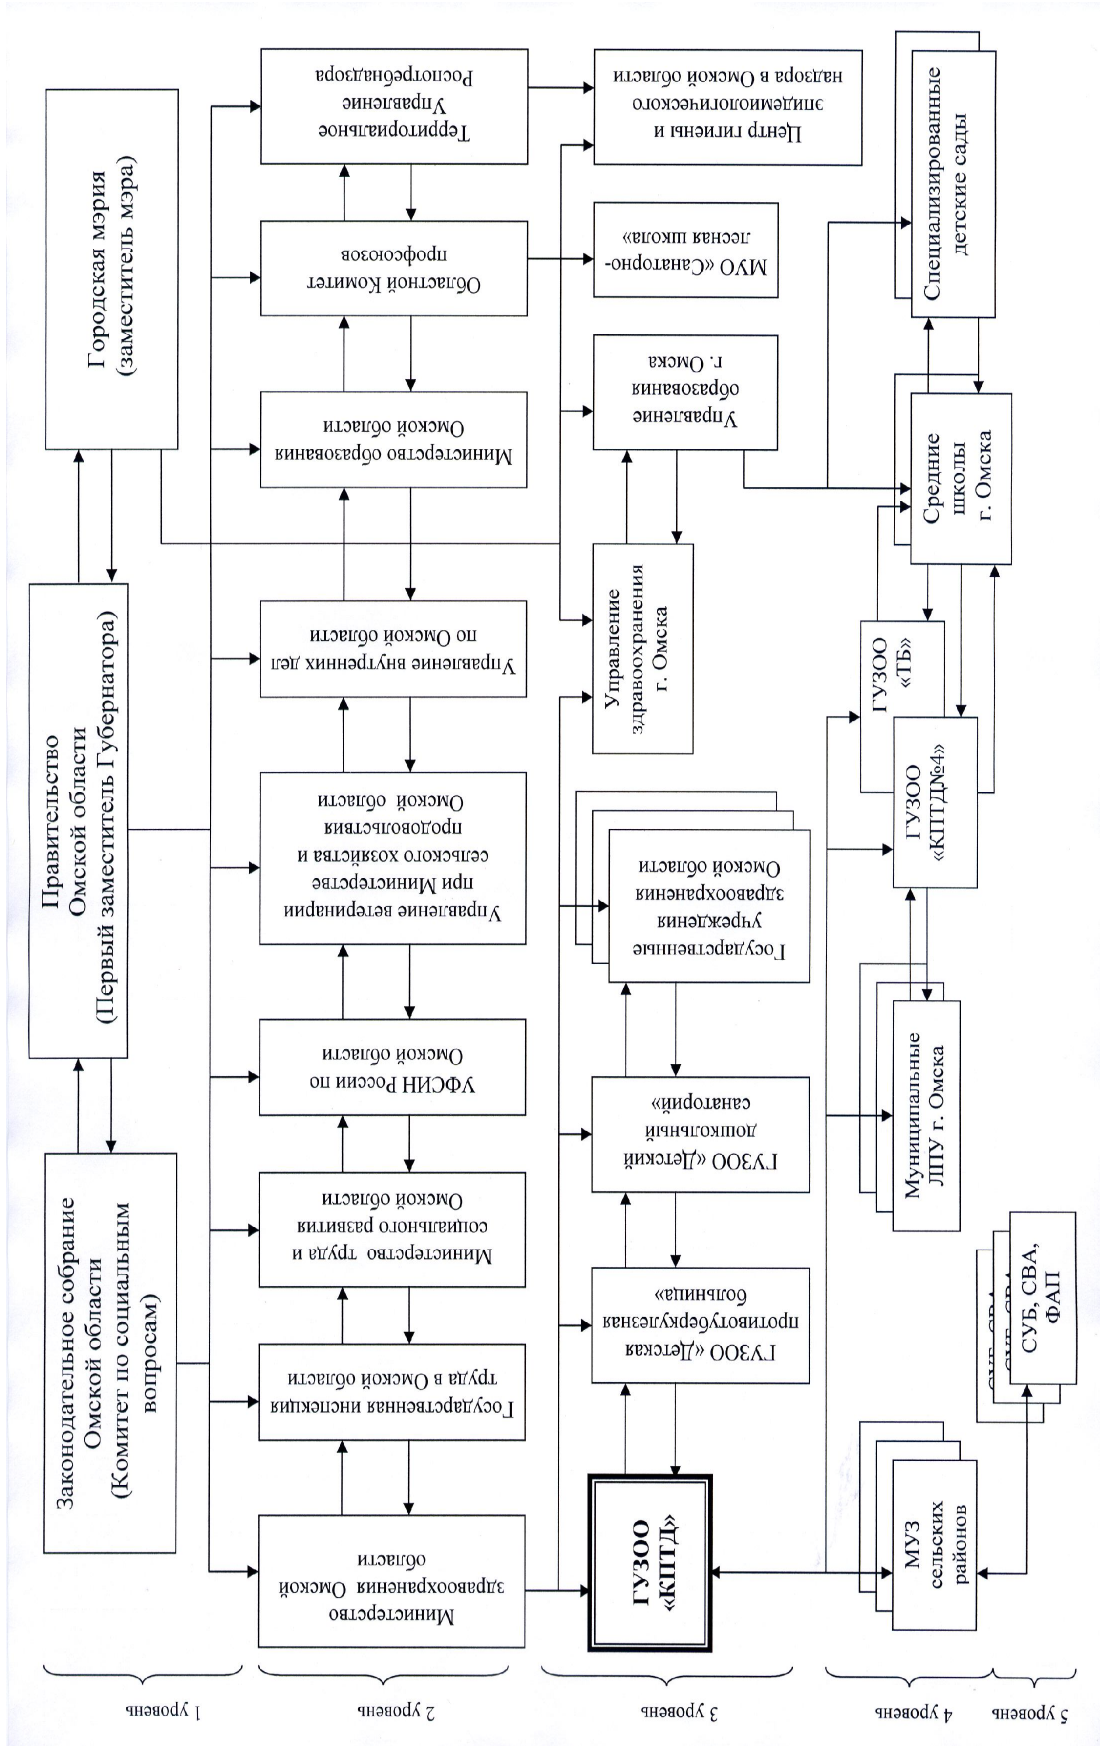 1 уровень
Законодательное собрание
Омской области
(Комитет по социальным
вопросам)
Правительство
Омской области
(Первый заместитель Губернатора)
Городская мэрия
(заместитель мэра)
2 уровень
Министерство
здравоохранения Омской
области
Государственная инспекция
труда в Омской области
Министерство труда и
социального развития
Омской области
УФСИН России по
Омской области
Управление ветеринарии
при Министерстве
сельского хозяйства и
продовольствия
Омской области
Управление внутренних дел
по Омской области
Министерство образования
Омской области
Областной Комитет
профсоюзов
Территориальное
Управление
Роспотребнадзора
3 уровень
ГУЗОО
«КПТД»
ГУЗОО «Детская
противотуберкулезная
больница»
ГУЗОО «Детский
дошкольный
санаторий»
Государственные
учреждения
здравоохранения
Омской области
Управление
здравоохранения
г. Омска
Управление
образования
г. Омска
МУО «Санаторно-
лесная школа»
Центр гигиены и
эпидемиологического
надзора в Омской области
4 уровень
МУЗ
сельских
районов
Муниципальные
ЛПУ г. Омска
ГУЗОО
«КПТД№4»
ГУЗОО
«ТБ»
Средние
школы
г. Омска
Специализированные
детские сады
5 уровень
СУБ, СВА,
ФАП